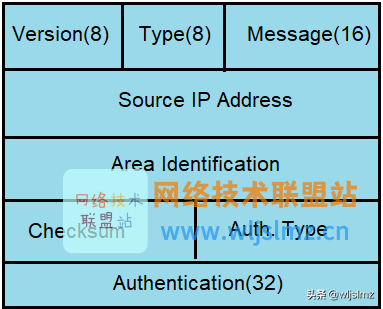 Version(8) Type(8) Message(16)
Source IP Address
Area Identification
网络技术联盟站
网络技术
联盟站
Checksum Auth. Type
www.wljslmz.cn
Authentication(32)
头条 @wljslmz